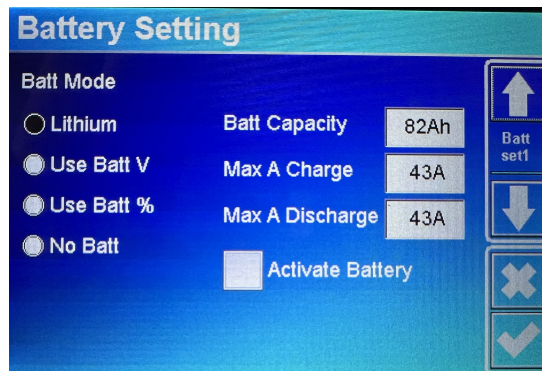 Battery Setting
Batt Mode
Lithium
Use Batt V
Use Batt %
No Batt
Batt Capacity 82Ah
Max A Charge 43A
Max A Discharge 43A
Activate Battery
Batt
set1